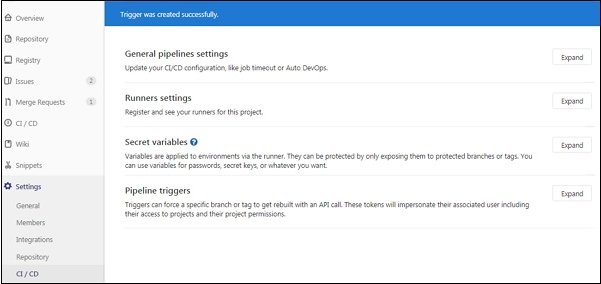 Trigger was created successfully.
Overview
Repository
Registry
Issues 2
Merge Requests 1
CI / CD
Wiki
Snippets
Settings
General
Members
Integrations
Repository
CI / CD
General pipelines settings
Update your CI/CD configuration, like job timeout or Auto DevOps.
Expand
Runners settings
Register and see your runners for this project.
Expand
Secret variables ?
Variables are applied to environments via the runner. They can be protected by only exposing them to protected branches or tags. You
can use variables for passwords, secret keys, or whatever you want.
Expand
Pipeline triggers
Triggers can force a specific branch or tag to get rebuilt with an API call. These tokens will impersonate their associated user including
their access to projects and their project permissions.
Expand